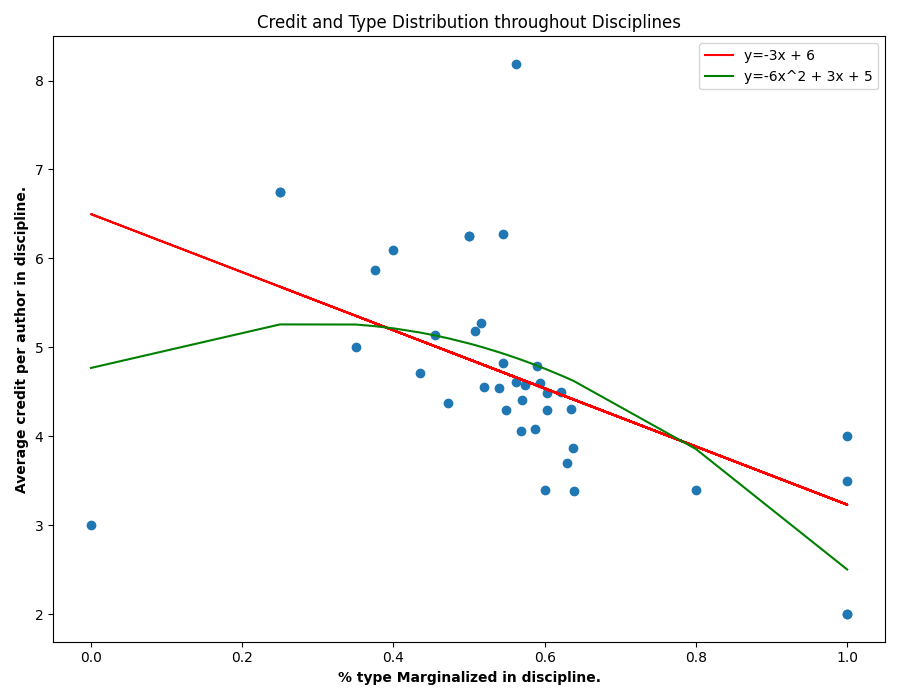 Credit and Type Distribution throughout Disciplines
y=-3x + 6
y=-6x^2 + 3x + 5
Average credit per author in discipline.
8
7
6
5
4
3
2
0.0 0.2 0.4 0.6 0.8 1.0
% type Marginalized in discipline.